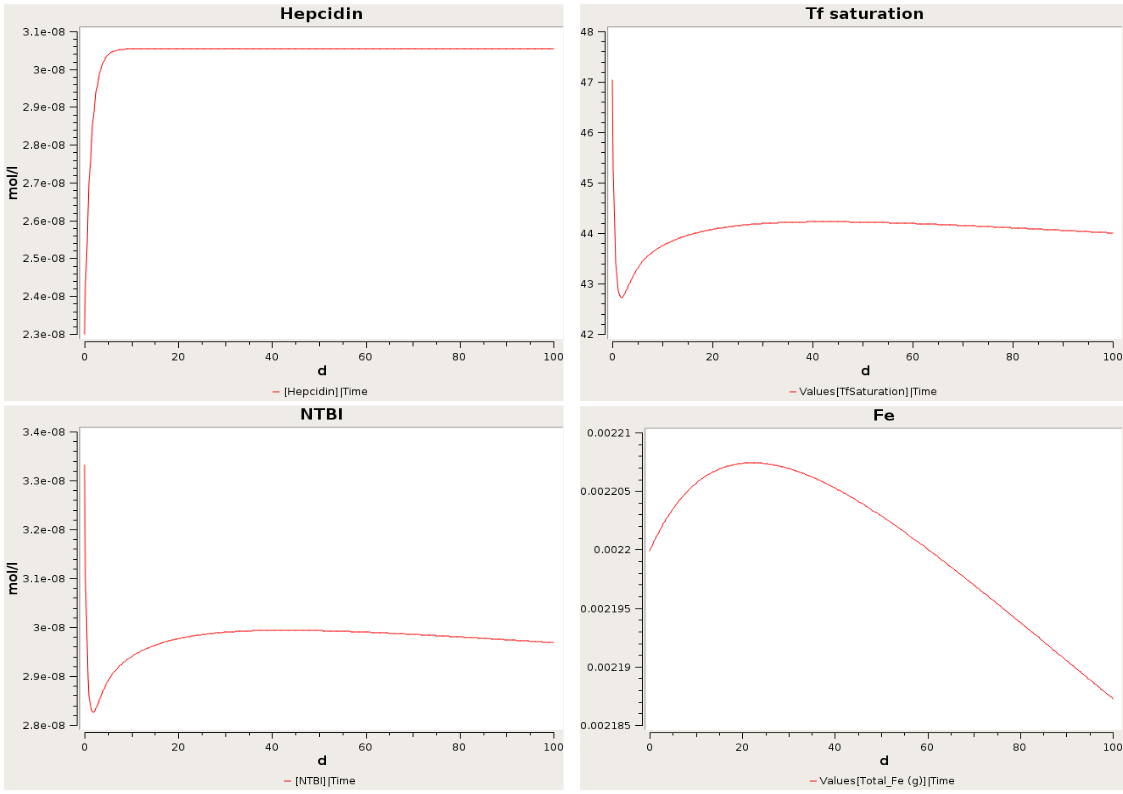 Hepcidin
3.1e-08
3e-08
2.9e-08
2.8e-08
2.7e-08
2.6e-08
2.5e-08
2.4e-08
2.3e-08
mol/l
0 20 40 60 80 100
d
[Hepcidin]|Time
Tf saturation
48
47
46
45
44
43
42
0 20 40 60 80 100
d
Values[TfSaturation]|Time
NTBI
3.4e-08
3.3e-08
3.2e-08
3.1e-08
3e-08
2.9e-08
2.8e-08
mol/l
0 20 40 60 80 100
d
[NTBI]|Time
Fe
0.00221
0.002205
0.0022
0.002195
0.00219
0.002185
0 20 40 60 80 100
d
Values[Total_Fe (g)]|Time